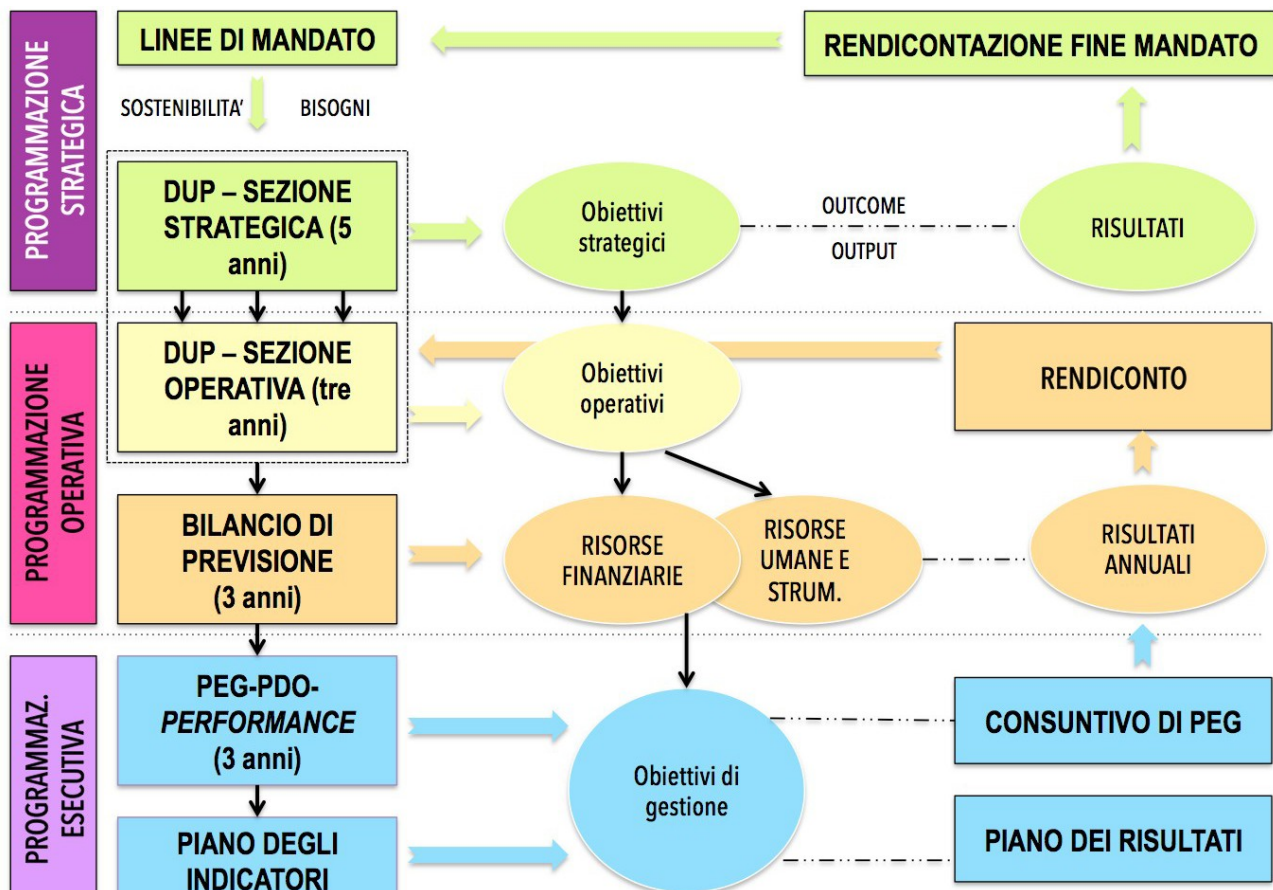 PROGRAMMAZIONE
STRATEGICA
LINEE DI MANDATO
RENDICONTAZIONE FINE MANDATO
SOSTENIBILITA’
BISOGNI
DUP – SEZIONE
STRATEGICA (5
anni)
Obiettivi
strategici
OUTCOME
OUTPUT
RISULTATI
PROGRAMMAZIONE
OPERATIVA
DUP – SEZIONE
OPERATIVA (tre
anni)
Obiettivi
operativi
RENDICONTO
BILANCIO DI
PREVISIONE
(3 anni)
RISORSE
FINANZIARIE
RISORSE
UMANE E
STRUM.
RISULTATI
ANNUALI
PROGRAMMAZ.
ESECUTIVA
PEG-PDO-
PERFORMANCE
(3 anni)
Obiettivi di
gestione
CONSUNTIVO DI PEG
PIANO DEGLI
INDICATORI
PIANO DEI RISULTATI